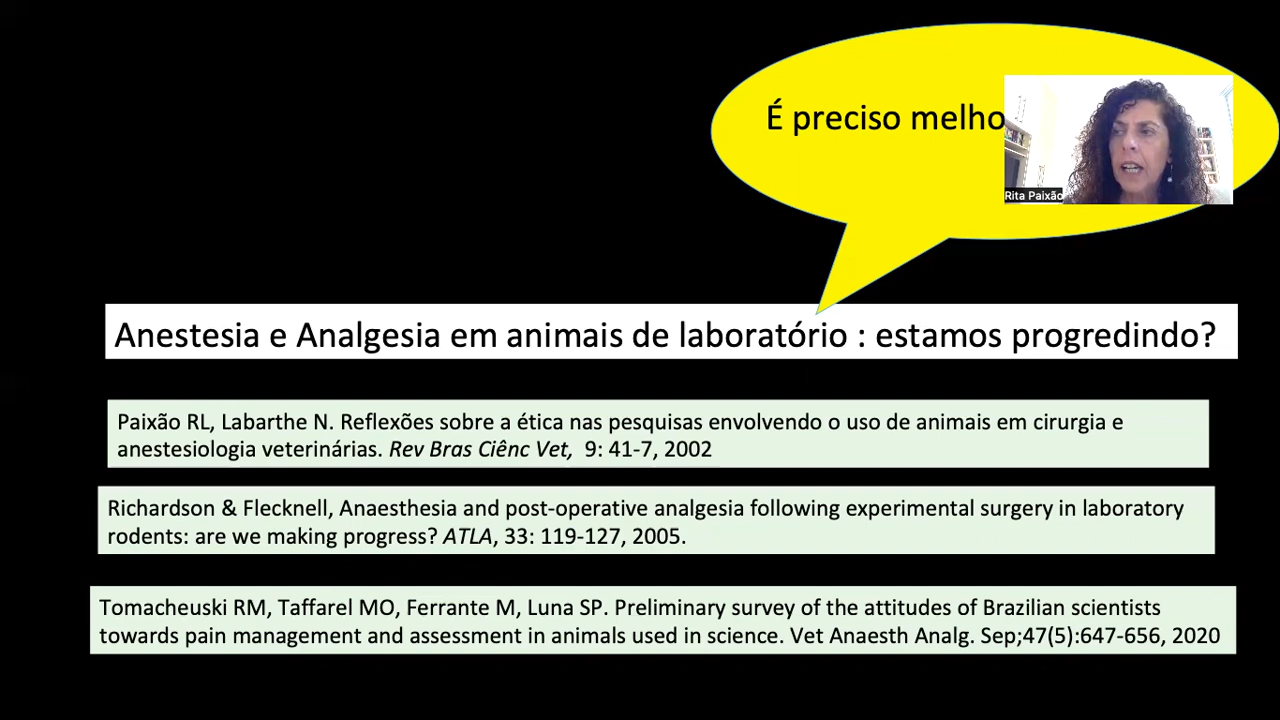 É preciso melho
Rita Paixão
Anestesia e Analgesia em animais de laboratório : estamos progredindo?
Paixão RL, Labarthe N. Reflexões sobre a ética nas pesquisas envolvendo o uso de animais em cirurgia e
anestesiologia veterinárias. Rev Bras Ciênc Vet, 9: 41-7, 2002
Richardson & Flecknell, Anaesthesia and post-operative analgesia following experimental surgery in laboratory
rodents: are we making progress? ATLA, 33: 119-127, 2005.
Tomacheuski RM, Taffarel MO, Ferrante M, Luna SP. Preliminary survey of the attitudes of Brazilian scientists
towards pain management and assessment in animals used in science. Vet Anaesth Analg. Sep;47(5):647-656, 2020